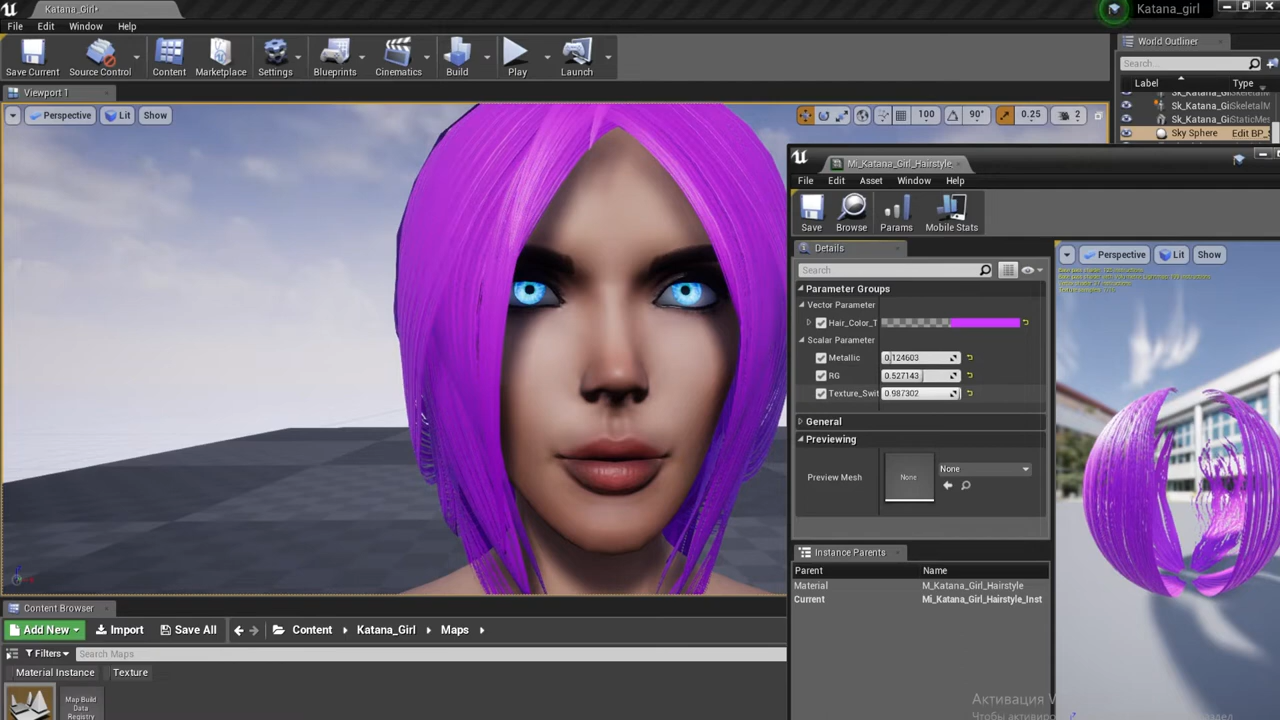 Katana_Girl•
Katana_girl
File Edit Window Help
Save Current Source Control Content Marketplace Settings Blueprints Cinematics Build Play Launch
World Outliner
Search...
Label Type
Viewport 1
Perspective Lit Show
100 90° 0.25 2
Sk_Katana_Gi SkeletalM
Sk_Katana_Gi StaticMe
Sky Sphere Edit BP_
Mi_Katana_Girl_Hairstyle
File Edit Asset Window Help
Save Browse Params Mobile Stats
Details
Search
Parameter Groups
Vector Parameter
Hair_Color_T
Scalar Parameter
Metallic 0.124603
RG 0.527143
Texture_Swit 0.987302
General
Previewing
Preview Mesh None None
Perspective Lit Show
Instance Parents
Parent Name
Material M_Katana_Girl_Hairstyle
Current Mi_Katana_Girl_Hairstyle_Inst
Content Browser
Add New Import Save All Content Katana_Girl Maps
Filters Search Maps
Material Instance Texture
Map Build
Data
Registry
Активация W